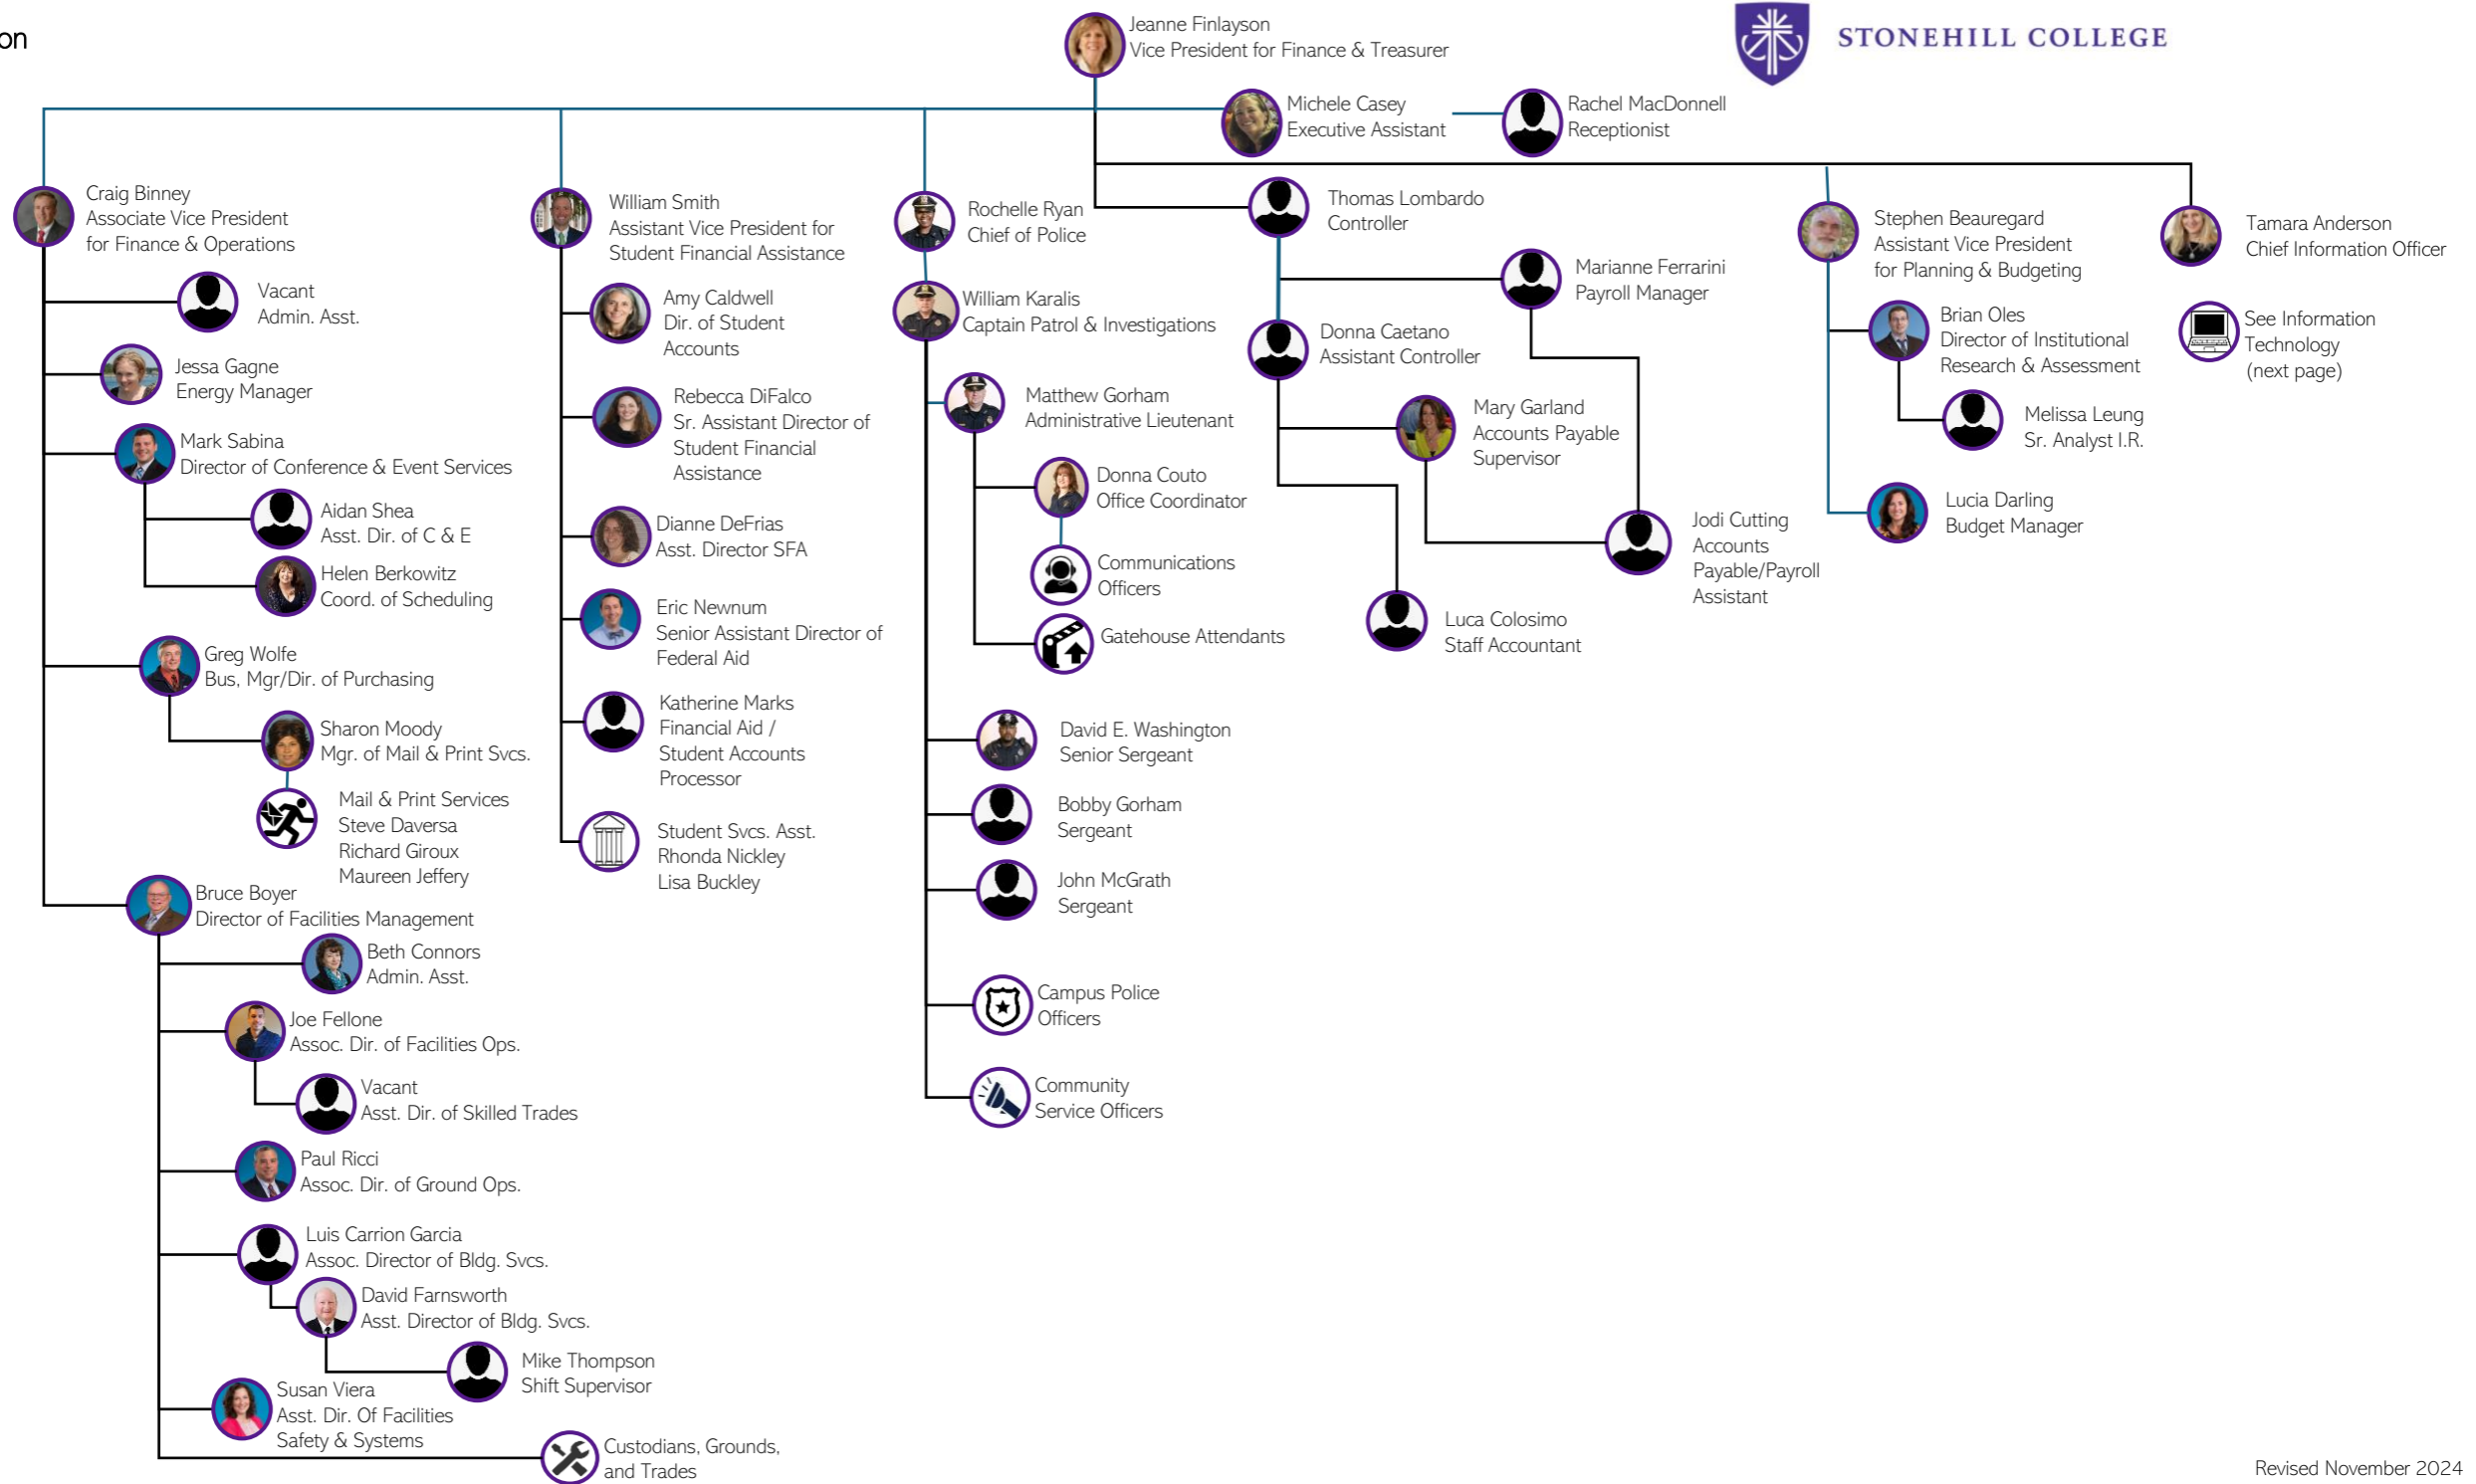 on
Jeanne Finlayson
Vice President for Finance & Treasurer
STONEHILL COLLEGE
Michele Casey
Executive Assistant
Rachel MacDonnell
Receptionist
Craig Binney
Associate Vice President
for Finance & Operations
Vacant
Admin. Asst.
Jessa Gagne
Energy Manager
Mark Sabina
Director of Conference & Event Services
Aidan Shea
Asst. Dir. of C & E
Helen Berkowitz
Coord. of Scheduling
Greg Wolfe
Bus, Mgr/Dir. of Purchasing
Sharon Moody
Mgr. of Mail & Print Svcs.
Mail & Print Services
Steve Daversa
Richard Giroux
Maureen Jeffery
Bruce Boyer
Director of Facilities Management
Beth Connors
Admin. Asst.
Joe Fellone
Assoc. Dir. of Facilities Ops.
Vacant
Asst. Dir. of Skilled Trades
Paul Ricci
Assoc. Dir. of Ground Ops.
Luis Carrion Garcia
Assoc. Director of Bldg. Svcs.
David Farnsworth
Asst. Director of Bldg. Svcs.
Mike Thompson
Shift Supervisor
Susan Viera
Asst. Dir. Of Facilities
Safety & Systems
Custodians, Grounds,
and Trades
William Smith
Assistant Vice President for
Student Financial Assistance
Amy Caldwell
Dir. of Student
Accounts
Rebecca DiFalco
Sr. Assistant Director of
Student Financial
Assistance
Dianne DeFrias
Asst. Director SFA
Eric Newnum
Senior Assistant Director of
Federal Aid
Katherine Marks
Financial Aid /
Student Accounts
Processor
Student Svcs. Asst.
Rhonda Nickley
Lisa Buckley
Rochelle Ryan
Chief of Police
William Karalis
Captain Patrol & Investigations
Matthew Gorham
Administrative Lieutenant
Donna Couto
Office Coordinator
Communications
Officers
Gatehouse Attendants
David E. Washington
Senior Sergeant
Bobby Gorham
Sergeant
John McGrath
Sergeant
Campus Police
Officers
Community
Service Officers
Thomas Lombardo
Controller
Marianne Ferrarini
Payroll Manager
Donna Caetano
Assistant Controller
Mary Garland
Accounts Payable
Supervisor
Jodi Cutting
Accounts
Payable/Payroll
Assistant
Luca Colosimo
Staff Accountant
Stephen Beauregard
Assistant Vice President
for Planning & Budgeting
Brian Oles
Director of Institutional
Research & Assessment
Melissa Leung
Sr. Analyst I.R.
Lucia Darling
Budget Manager
Tamara Anderson
Chief Information Officer
See Information
Technology
(next page)
Revised November 2024